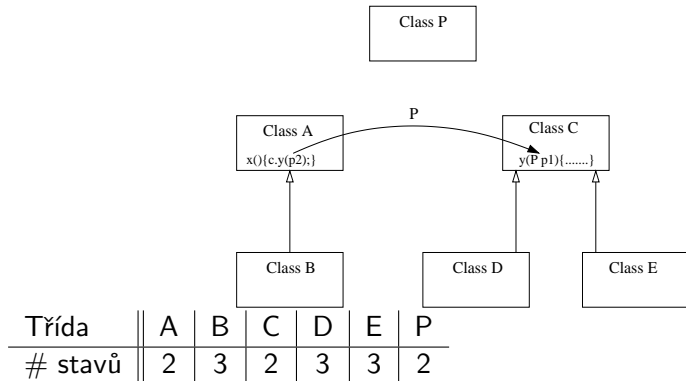 Class P
P
Class A
Class C
x(){c.y(p2);}
y(P p1){.......}
Class B
Class D
Class E
Třída A B C D E P
# stavů 2 3 2 3 3 2